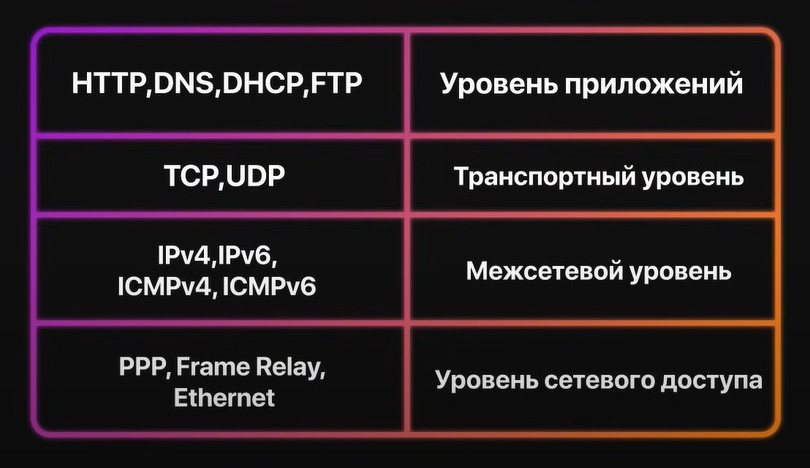 HTTP,DNS,DHCP,FTP
Уровень приложений
TCP,UDP
Транспортный уровень
IPv4,IPv6,
ICMPv4, ICMPv6
Межсетевой уровень
PPP, Frame Relay,
Ethernet
Уровень сетевого доступа